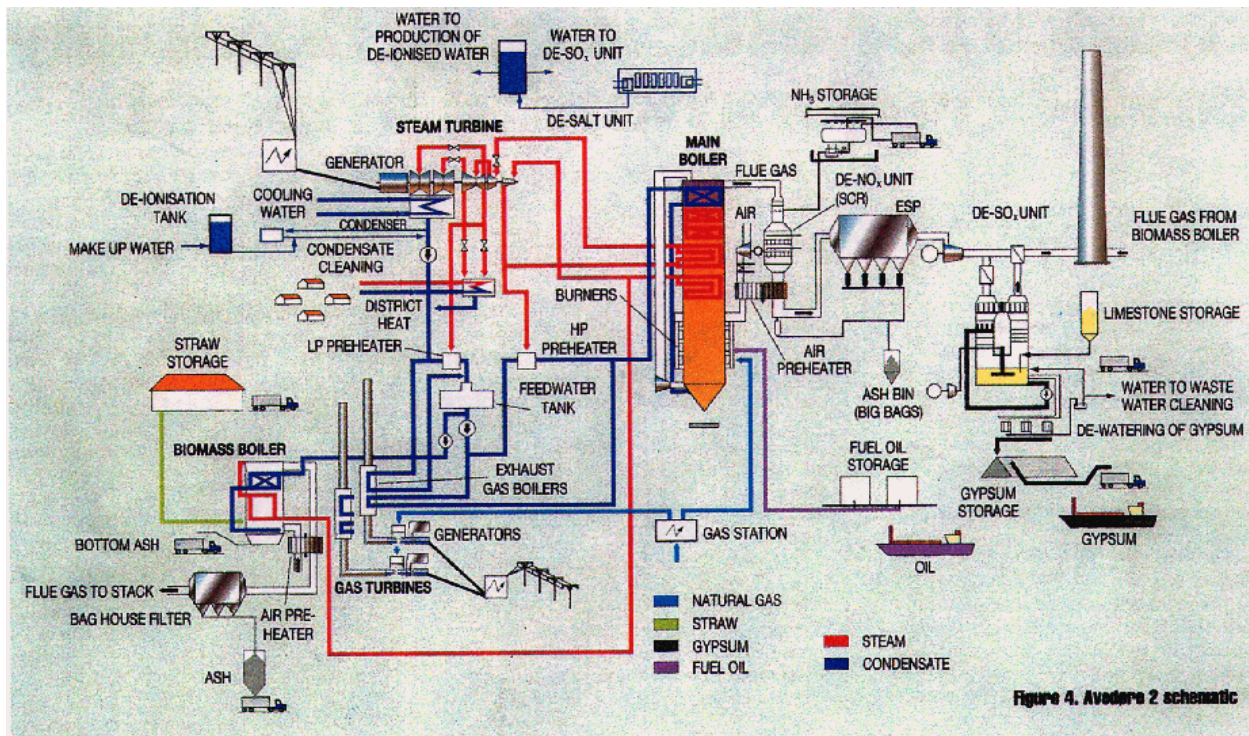 WATER TO
PRODUCTION OF
DE-IONISED WATER
WATER TO
DE-SOx UNIT
DE-SALT UNIT
NH3 STORAGE
STEAM TURBINE
GENERATOR
MAIN
BOILER
FLUE GAS
DE-NOx UNIT
(SCR)
ESP
DE-SOx UNIT
FLUE GAS FROM
BIOMASS BOILER
DE-IONISATION
TANK
COOLING
WATER
CONDENSER
AIR
MAKE UP WATER
CONDENSATE
CLEANING
DISTRICT
HEAT
BURNERS
LIMESTONE STORAGE
STRAW
STORAGE
LP PREHEATER
HP
PREHEATER
AIR
PREHEATER
FEEDWATER
TANK
ASH BIN
(BIG BAGS)
WATER TO WASTE
WATER CLEANING
DE-WATERING OF GYPSUM
BIOMASS BOILER
EXHAUST
GAS BOILERS
FUEL OIL
STORAGE
GYPSUM
STORAGE
GYPSUM
BOTTOM ASH
GENERATORS
GAS STATION
OIL
FLUE GAS TO STACK
GAS TURBINES
BAG HOUSE FILTER
AIR PRE-
HEATER
ASH
NATURAL GAS
STRAW
GYPSUM
FUEL OIL
STEAM
CONDENSATE
Figure 4. Avedøre 2 schematic